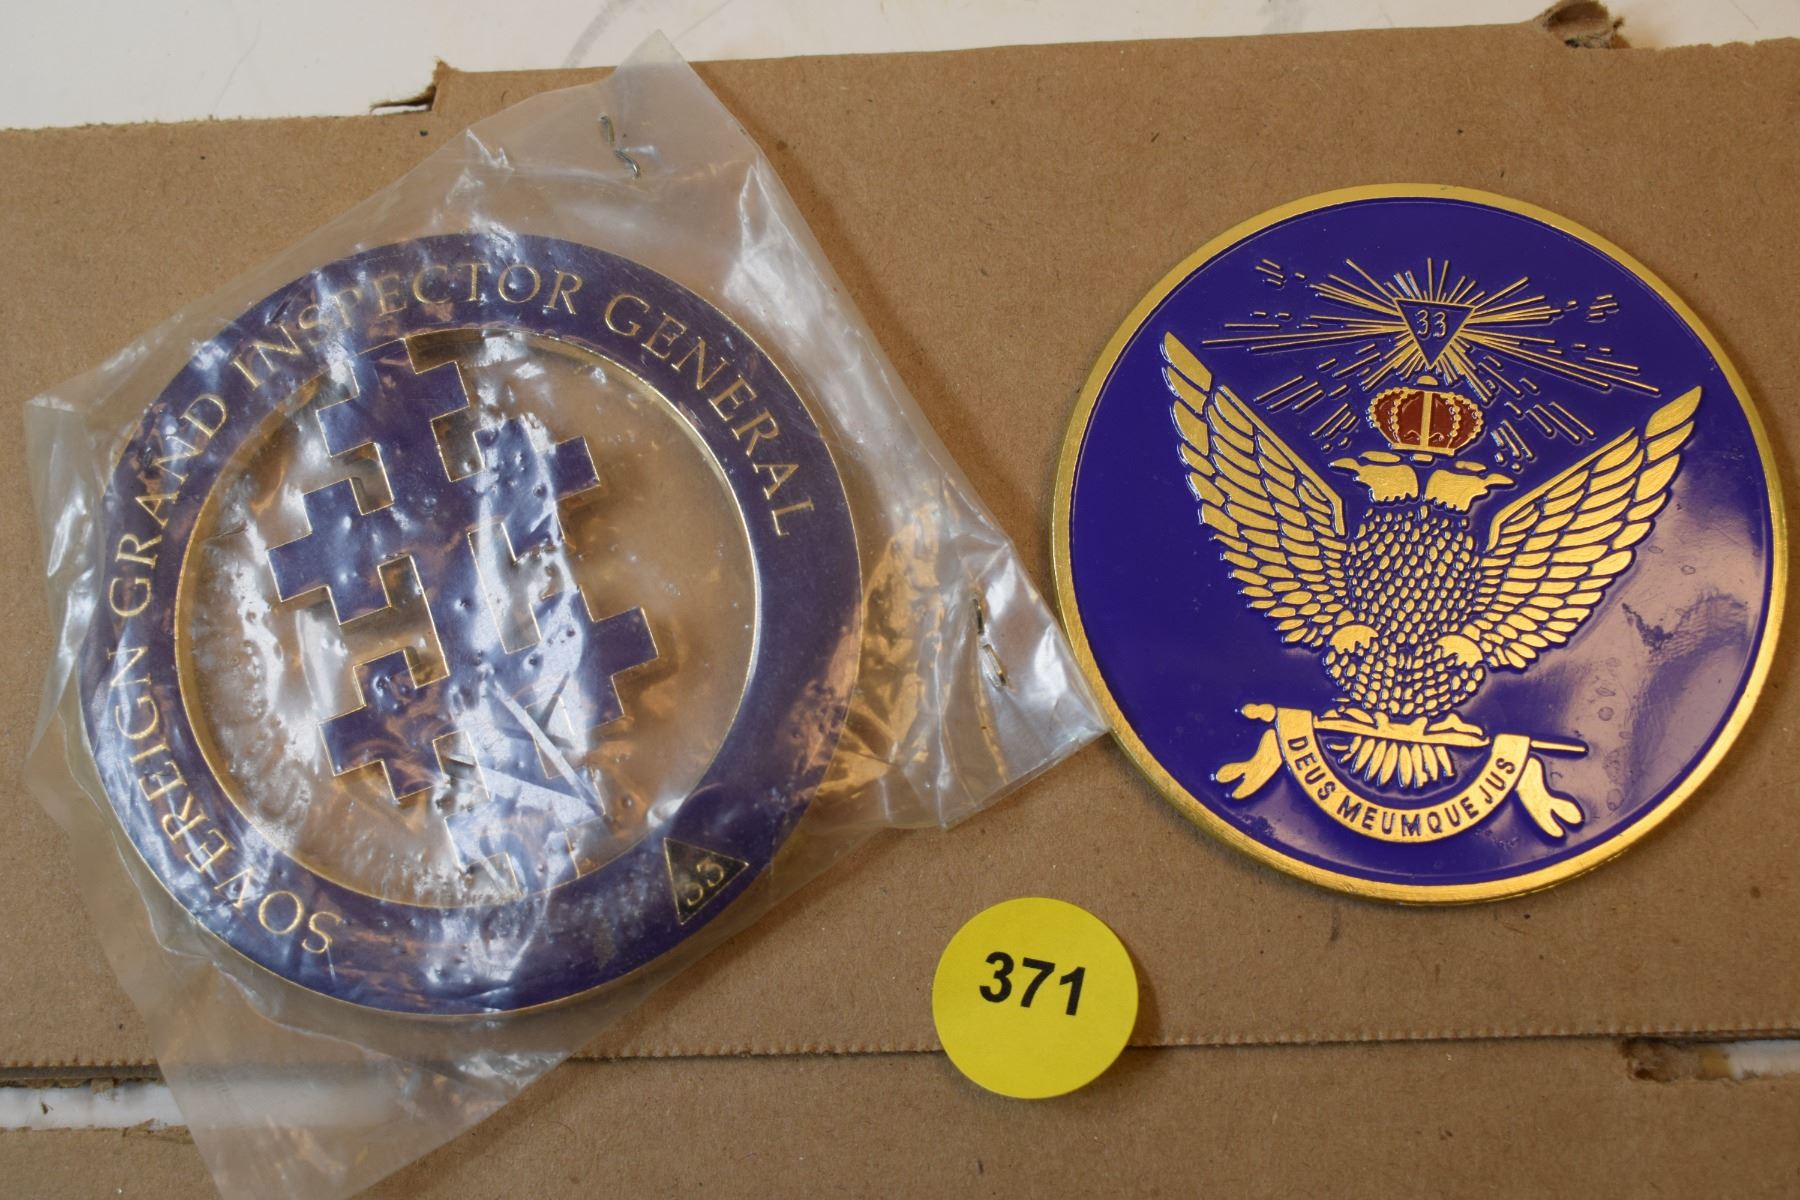 SOVEREIGN GRAND INSPECTOR GENERAL
33
33
DEUS MEUMQUE JUS
371